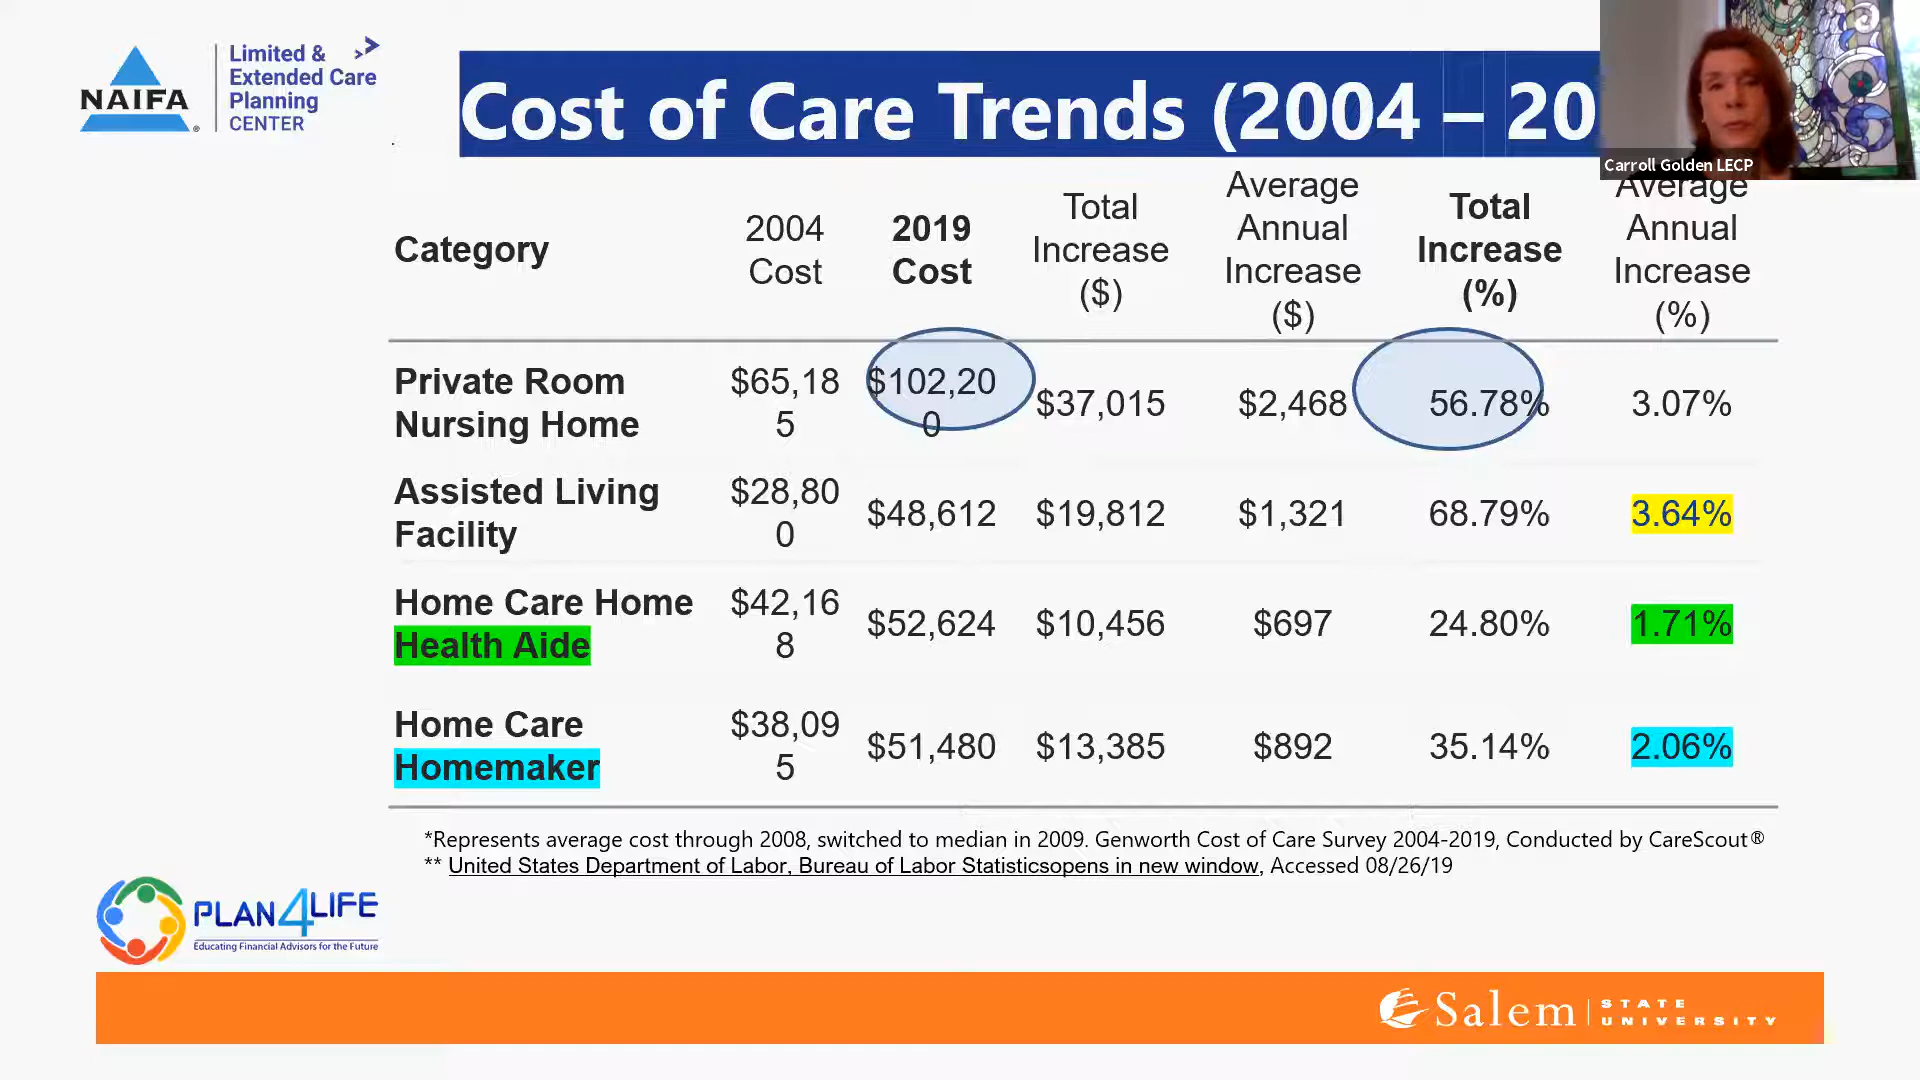 NAIFA
Limited &
Extended Care
Planning
CENTER
Cost of Care Trends (2004 – 20
Carroll Golden LECP
Category
2004
Cost
2019
Cost
Total
Increase
($)
Average
Annual
Increase
($)
Total
Increase
(%)
Average
Annual
Increase
(%)
Private Room
Nursing Home
$65,18
5
$102,20
0
$37,015
$2,468
56.78%
3.07%
Assisted Living
Facility
$28,80
0
$48,612
$19,812
$1,321
68.79%
3.64%
Home Care Home
Health Aide
$42,16
8
$52,624
$10,456
$697
24.80%
1.71%
Home Care
Homemaker
$38,09
5
$51,480
$13,385
$892
35.14%
2.06%
*Represents average cost through 2008, switched to median in 2009. Genworth Cost of Care Survey 2004-2019, Conducted by CareScout®
** United States Department of Labor, Bureau of Labor Statisticsopens in new window, Accessed 08/26/19
PLAN4LIFE
Educating Financial Advisors for the Future
Salem
STATE
UNIVERSITY